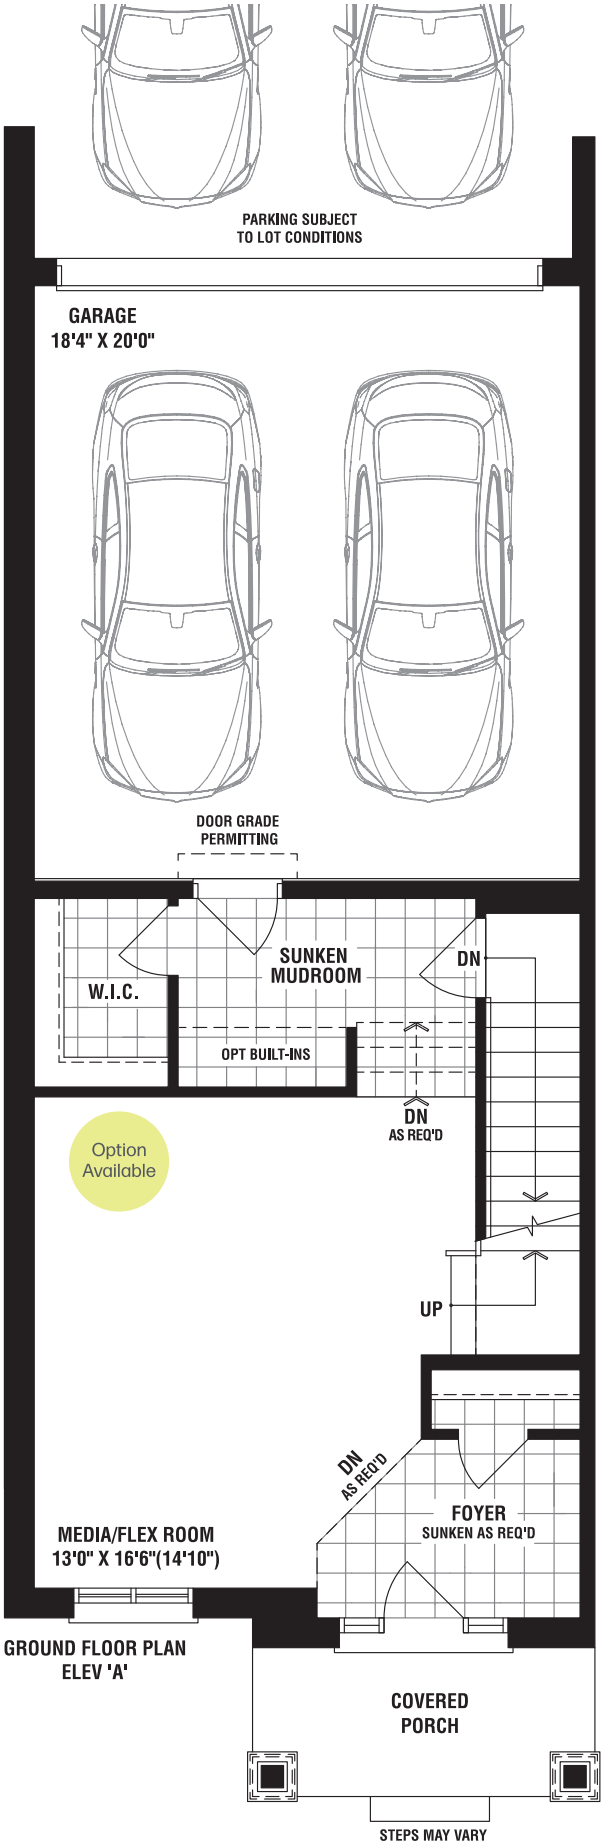 PARKING SUBJECT
TO LOT CONDITIONS
GARAGE
18'4" X 20'0"
DOOR GRADE
PERMITTING
SUNKEN
MUDROOM
DN
W.I.C.
OPT BUILT-INS
DN
AS REQ'D
Option
Available
UP
DN
AS REQ'D
FOYER
SUNKEN AS REQ'D
MEDIA/FLEX ROOM
13'0" X 16'6"(14'10")
GROUND FLOOR PLAN
ELEV 'A'
COVERED
PORCH
STEPS MAY VARY